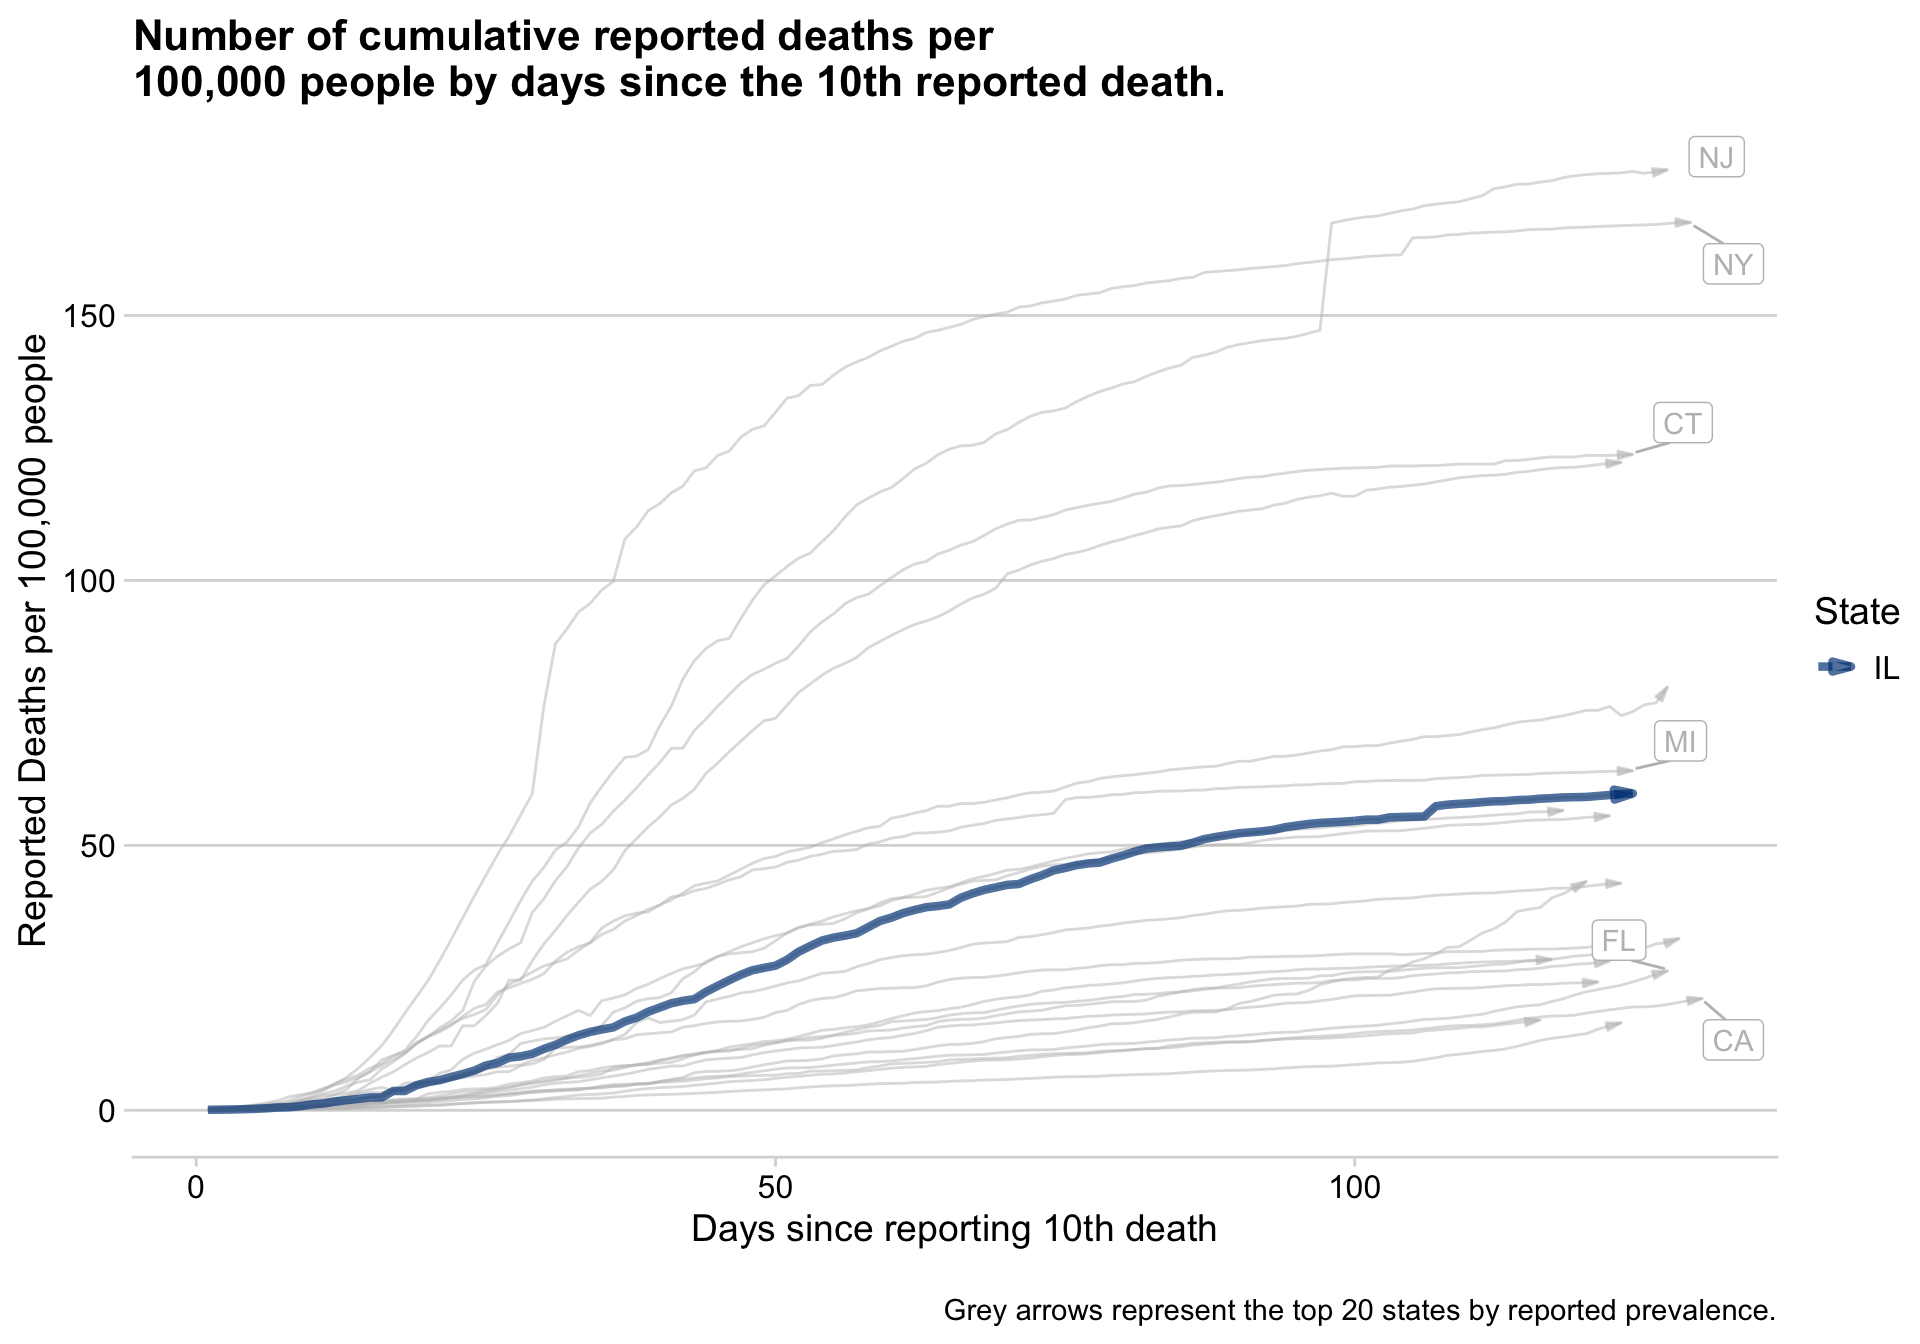 Number of cumulative reported deaths per
100,000 people by days since the 10th reported death.
NJ
NY
CT
MI
FL
CA
150
100
50
0
Reported Deaths per 100,000 people
0
50
100
Days since reporting 10th death
State
IL
Grey arrows represent the top 20 states by reported prevalence.